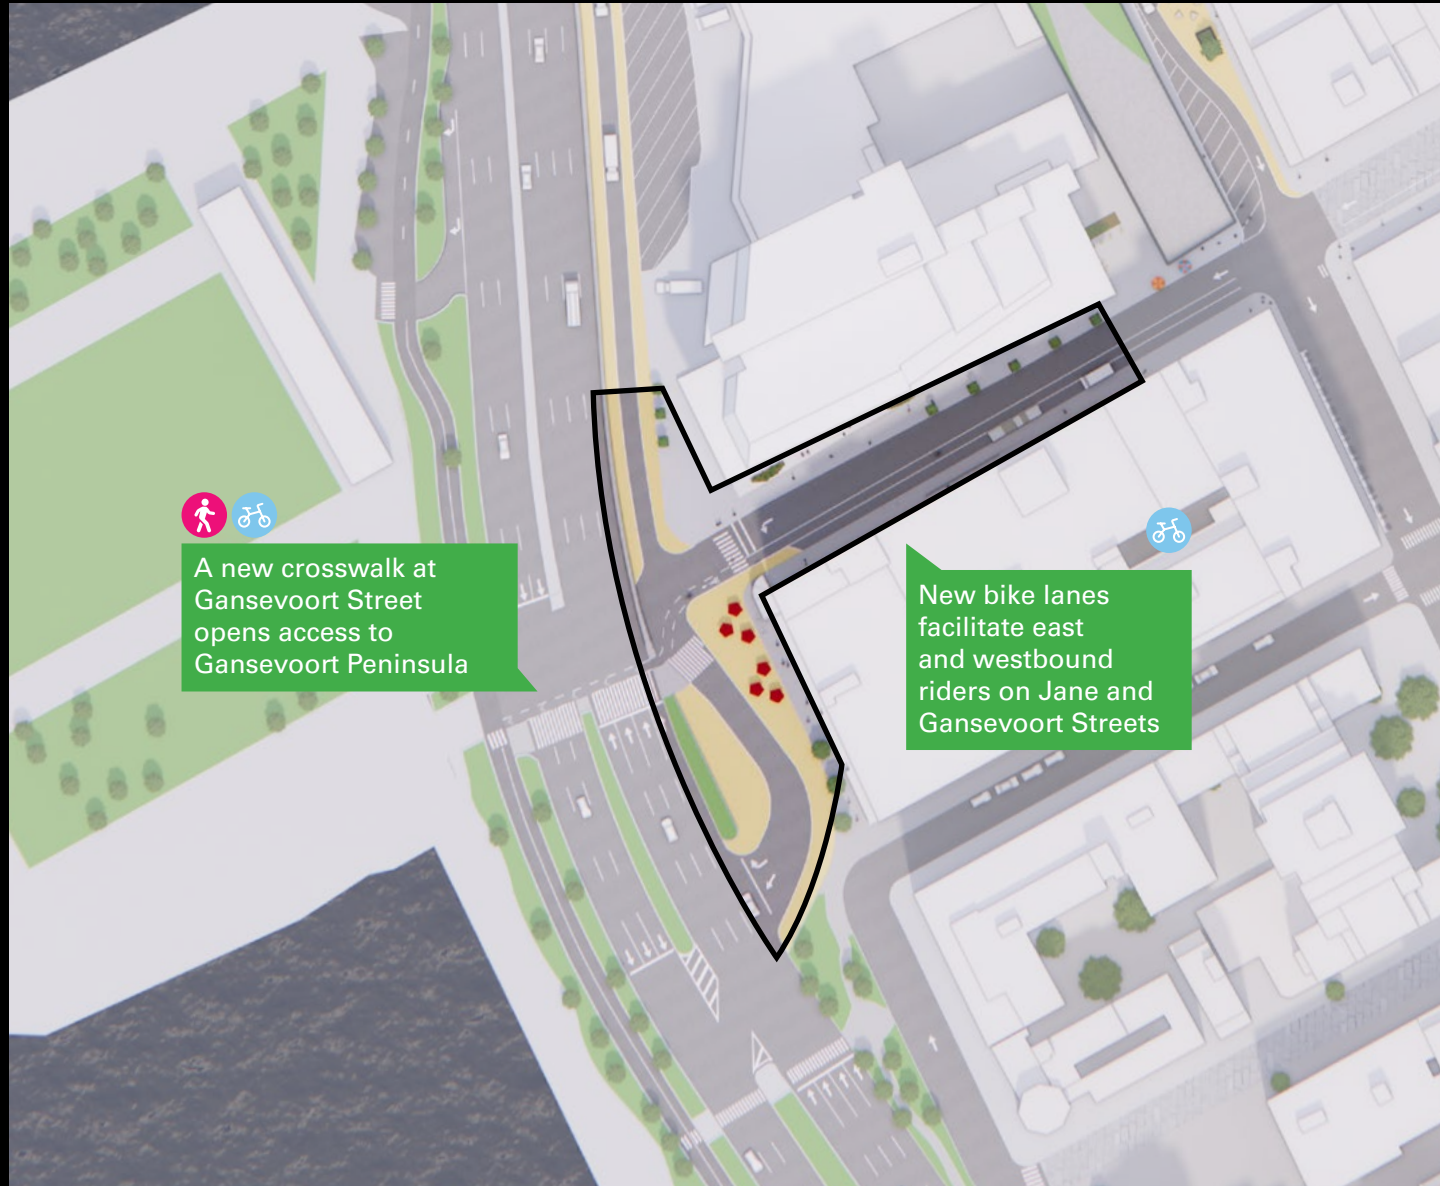 A new crosswalk at
Gansevoort Street
opens access to
Gansevoort Peninsula
New bike lanes
facilitate east
and westbound
riders on Jane and
Gansevoort Streets